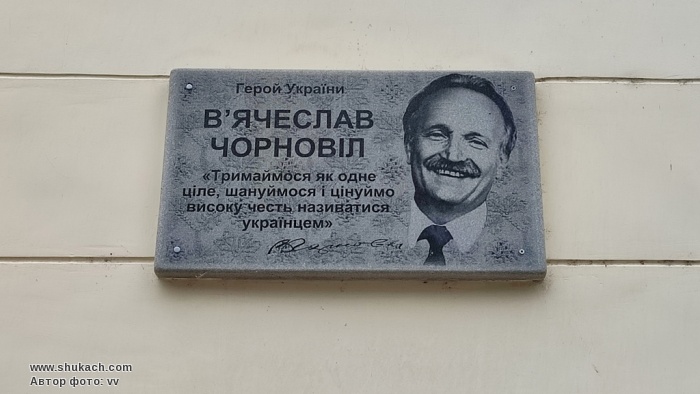 Герой України
В'ЯЧЕСЛАВ
ЧОРНОВІЛ
«Тримаймося як одне
ціле, шануймося і цінуймо
високу честь називатися
українцем»
www.shukach.com
Автор фото: vv